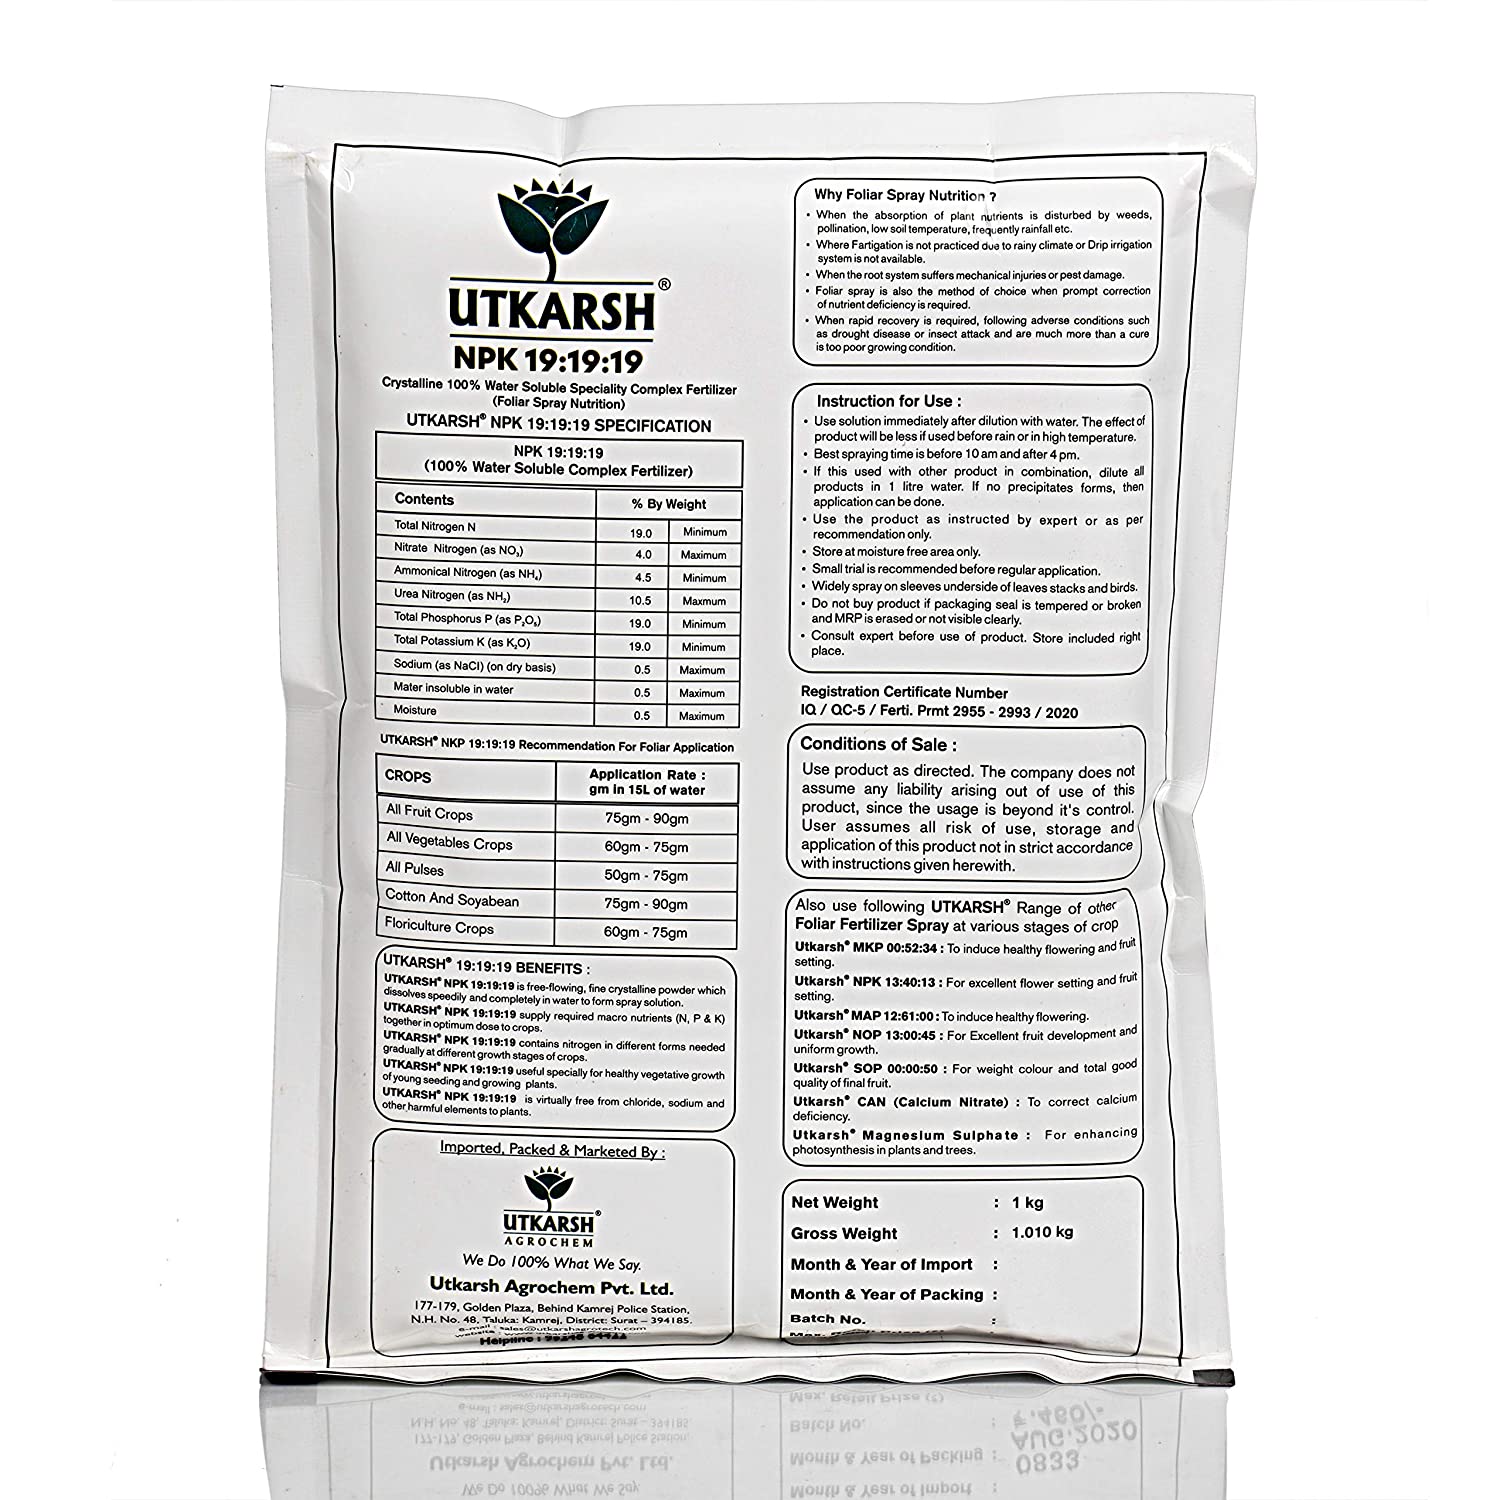 UTKARSH®
NPK 19:19:19
Crystalline 100% Water Soluble Speciality Complex Fertilizer
(Foliar Spray Nutrition)
UTKARSH® NPK 19:19:19 SPECIFICATION
NPK 19:19:19
(100% Water Soluble Complex Fertilizer)
Contents % By Weight
Total Nitrogen N 19.0 Minimum
Nitrate Nitrogen (as NO₃) 4.0 Maximum
Ammonical Nitrogen (as NH₄) 4.5 Minimum
Urea Nitrogen (as NH₂) 10.5 Maxmum
Total Phosphorus P (as P₂O₅) 19.0 Minimum
Total Potassium K (as K₂O) 19.0 Minimum
Sodium (as NaCl) (on dry basis) 0.5 Maximum
Mater insoluble in water 0.5 Maximum
Moisture 0.5 Maximum
UTKARSH® NKP 19:19:19 Recommendation For Foliar Application
CROPS Application Rate :
gm in 15L of water
All Fruit Crops 75gm - 90gm
All Vegetables Crops 60gm - 75gm
All Pulses 50gm - 75gm
Cotton And Soyabean 75gm - 90gm
Floriculture Crops 60gm - 75gm
UTKARSH® 19:19:19 BENEFITS :
UTKARSH® NPK 19:19:19 is free-flowing, fine crystalline powder which
dissolves speedily and completely in water to form spray solution.
UTKARSH® NPK 19:19:19 supply required macro nutrients (N, P & K)
together in optimum dose to crops.
UTKARSH® NPK 19:19:19 contains nitrogen in different forms needed
gradually at different growth stages of crops.
UTKARSH® NPK 19:19:19 useful specially for healthy vegetative growth
of young seeding and growing plants.
UTKARSH® NPK 19:19:19 is virtually free from chloride, sodium and
other harmful elements to plants.
Imported, Packed & Marketed By :
UTKARSH®
AGROCHEM
We Do 100% What We Say.
Utkarsh Agrochem Pvt. Ltd.
177-179, Golden Plaza, Behind Kamrej Police Station,
N.H. No. 48, Taluka: Kamrej, District: Surat – 394185.
e-mail : sales@utkarshagrotech.com
Helpline :
Why Foliar Spray Nutrition ?
• When the absorption of plant nutrients is disturbed by weeds,
pollination, low soil temperature, frequently rainfall etc.
• Where Fartigation is not practiced due to rainy climate or Drip irrigation
system is not available.
• When the root system suffers mechanical injuries or pest damage.
• Foliar spray is also the method of choice when prompt correction
of nutrient deficiency is required.
• When rapid recovery is required, following adverse conditions such
as drought disease or insect attack and are much more than a cure
is too poor growing condition.
Instruction for Use :
• Use solution immediately after dilution with water. The effect of
product will be less if used before rain or in high temperature.
• Best spraying time is before 10 am and after 4 pm.
• If this used with other product in combination, dilute all
products in 1 litre water. If no precipitates forms, then
application can be done.
• Use the product as instructed by expert or as per
recommendation only.
• Store at moisture free area only.
• Small trial is recommended before regular application.
• Widely spray on sleeves underside of leaves stacks and birds.
• Do not buy product if packaging seal is tempered or broken
and MRP is erased or not visible clearly.
• Consult expert before use of product. Store included right
place.
Registration Certificate Number
IQ / QC-5 / Ferti. Prmt 2955 - 2993 / 2020
Conditions of Sale :
Use product as directed. The company does not
assume any liability arising out of use of this
product, since the usage is beyond it's control.
User assumes all risk of use, storage and
application of this product not in strict accordance
with instructions given herewith.
Also use following UTKARSH® Range of other
Foliar Fertilizer Spray at various stages of crop
Utkarsh® MKP 00:52:34 : To induce healthy flowering and fruit
setting.
Utkarsh® NPK 13:40:13 : For excellent flower setting and fruit
setting.
Utkarsh® MAP 12:61:00 : To induce healthy flowering.
Utkarsh® NOP 13:00:45 : For Excellent fruit development and
uniform growth.
Utkarsh® SOP 00:00:50 : For weight colour and total good
quality of final fruit.
Utkarsh® CAN (Calcium Nitrate) : To correct calcium
deficiency.
Utkarsh® Magnesium Sulphate : For enhancing
photosynthesis in plants and trees.
Net Weight : 1 kg
Gross Weight : 1.010 kg
Month & Year of Import :
Month & Year of Packing :
Batch No. :